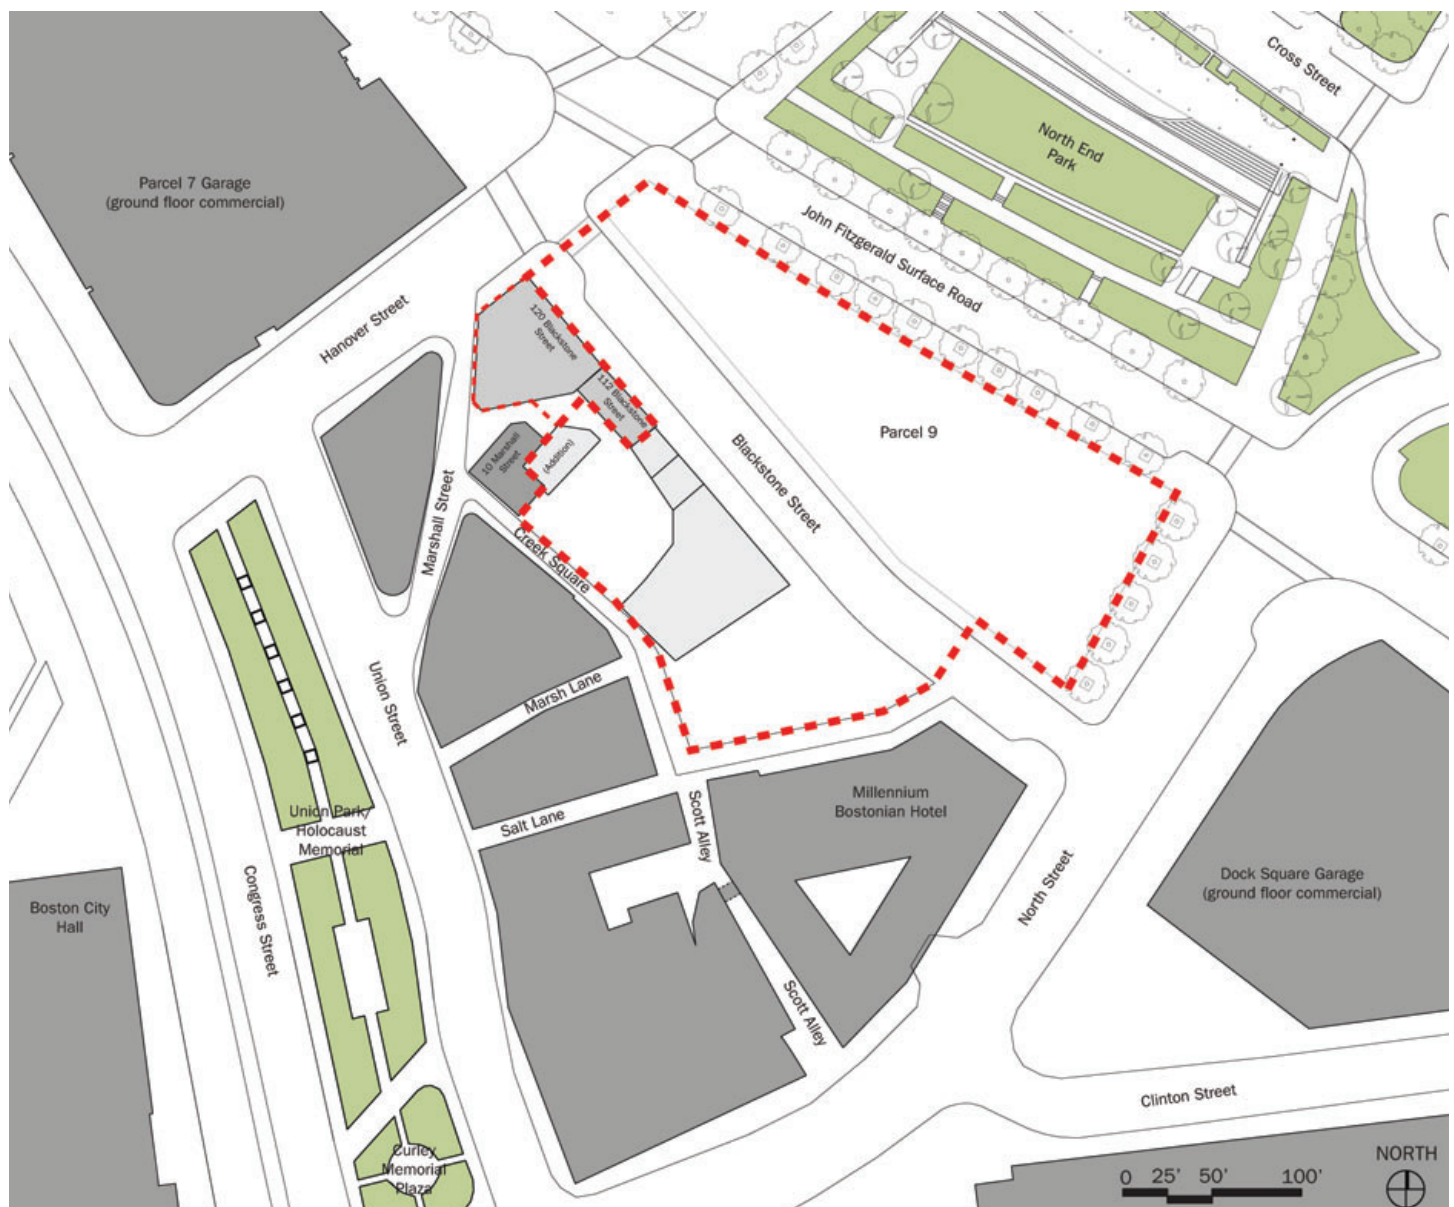 Cross Street
North End
Park
Parcel 7 Garage
(ground floor commercial)
John Fitzgerald Surface Road
Hanover Street
120 Blackstone
Street
112 Blackstone
Street
Parcel 9
10 Marshall
Street
(Addition)
Blackstone Street
Marshall Street
Creek Square
Union Street
Marsh Lane
Millennium
Bostonian Hotel
Union Park/
Holocaust
Memorial
Salt Lane
Scott Alley
Dock Square Garage
(ground floor commercial)
Boston City
Hall
Congress Street
North Street
Scott Alley
Clinton Street
Curley
Memorial
Plaza
NORTH
0 25' 50' 100'